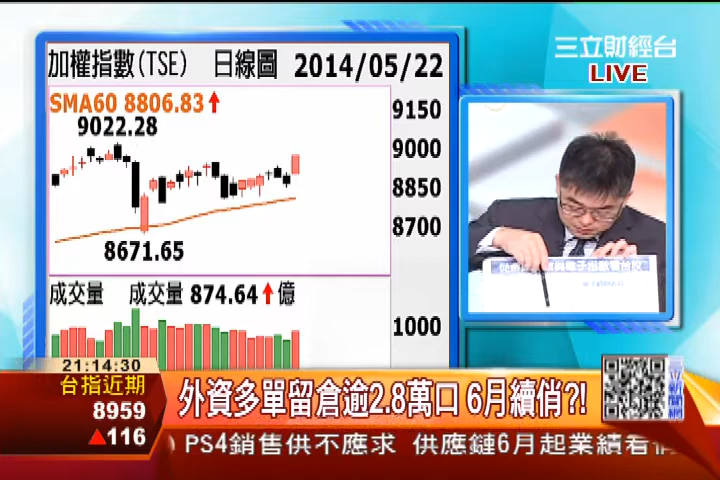 加權指數(TSE) 日線圖 2014/05/22
SMA60 8806.83↑
9022.28
8671.65
9150
9000
8850
8700
成交量 成交量 874.64↑億
1000
三立財經台
LIVE
21:14:30
台指近期
8959
▲116
外資多單留倉逾2.8萬口 6月續俏?!
PS4銷售供不應求 供應鏈6月起業績看俏